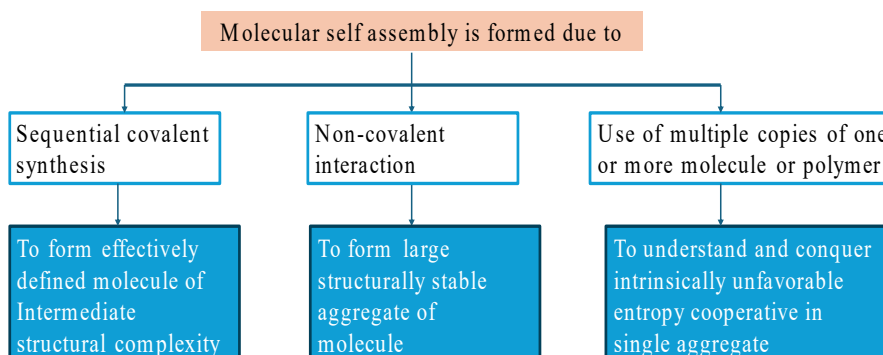 Molecular self assembly is formed due to
Sequential covalent
synthesis
Non-covalent
interaction
Use of multiple copies of one
or more molecule or polymer
To form effectively
defined molecule of
Intermediate
structural complexity
To form large
structurally stable
aggregate of
molecule
To understand and conquer
intrinsically unfavorable
entropy cooperative in
single aggregate